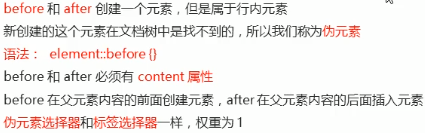 before 和 after 创建一个元素，但是属于行内元素
新创建的这个元素在文档树中是找不到的，所以我们称为伪元素
语法： element::before {}
before 和 after 必须有 content 属性
before 在父元素内容的前面创建元素，after 在父元素内容的后面插入元素
伪元素选择器和标签选择器一样，权重为 1